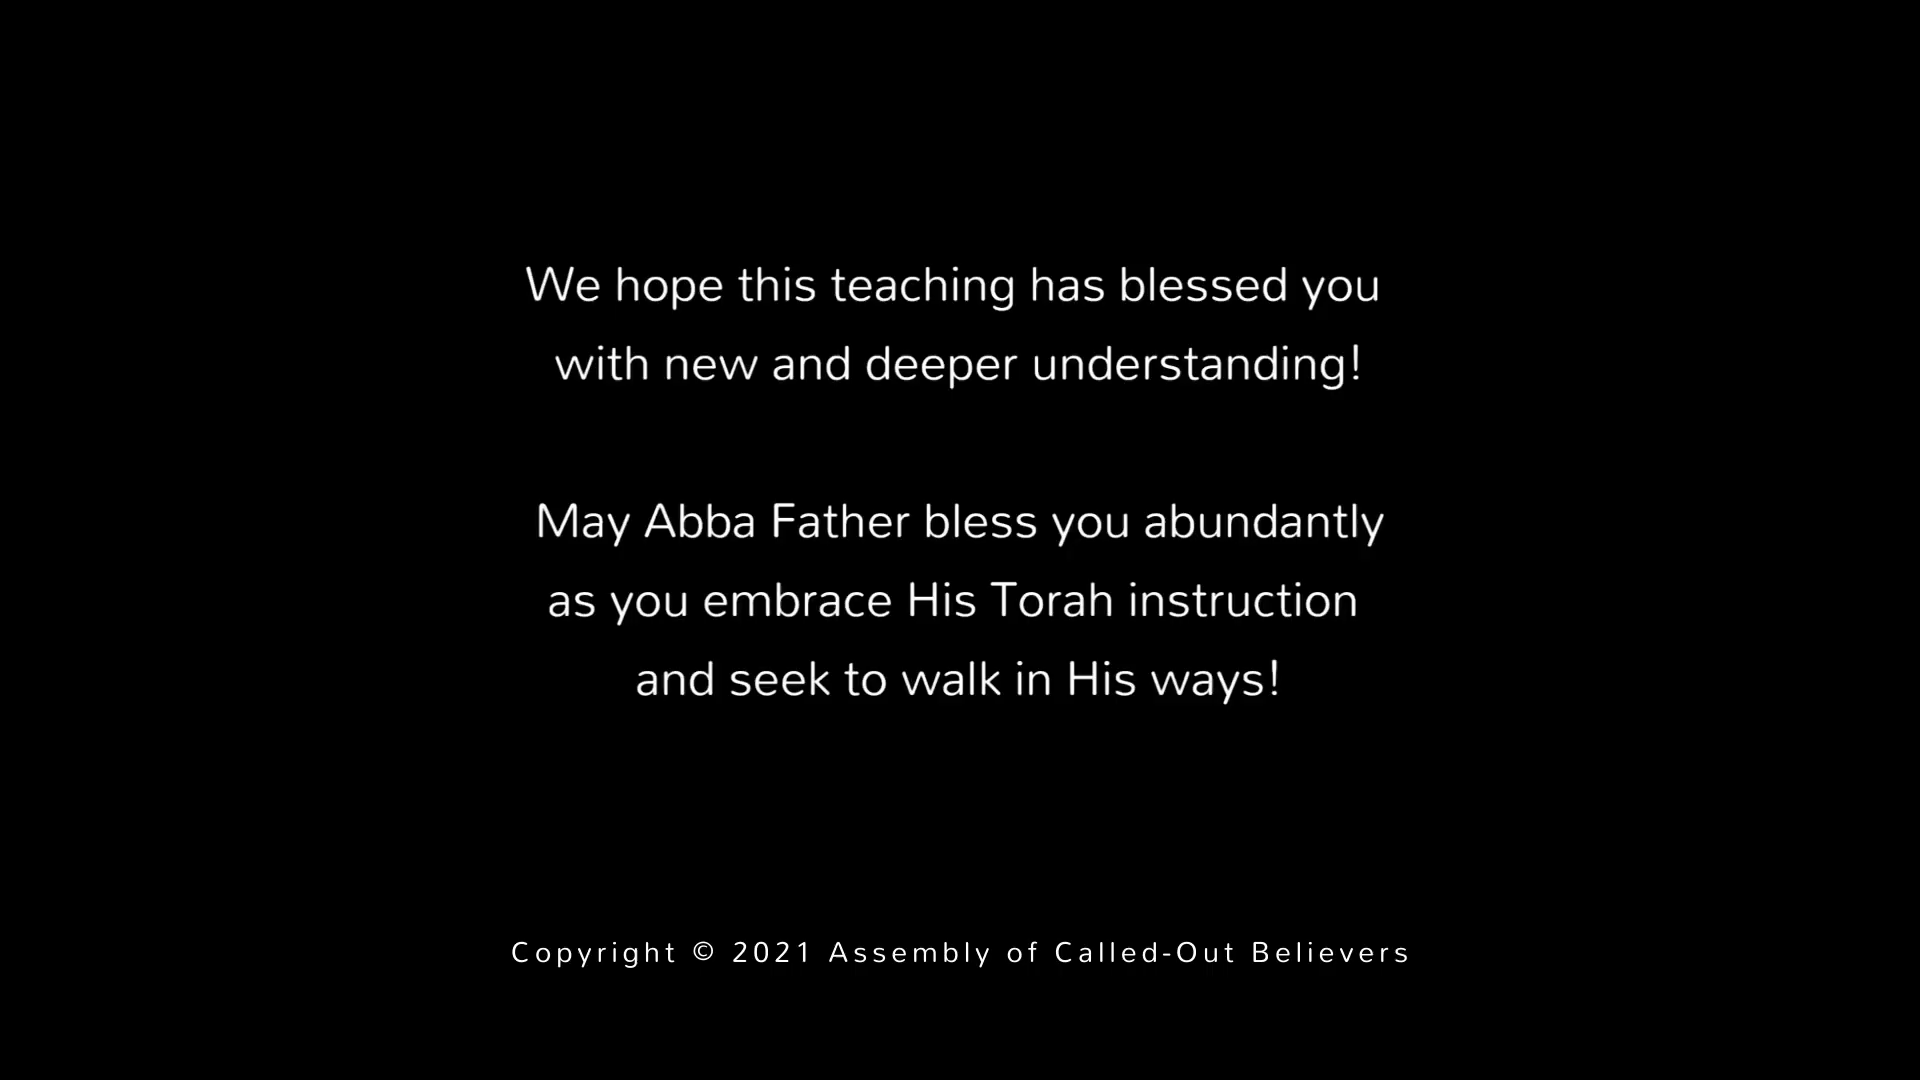 We hope this teaching has blessed you
with new and deeper understanding!
May Abba Father bless you abundantly
as you embrace His Torah instruction
and seek to walk in His ways!
Copyright © 2021 Assembly of Called-Out Believers